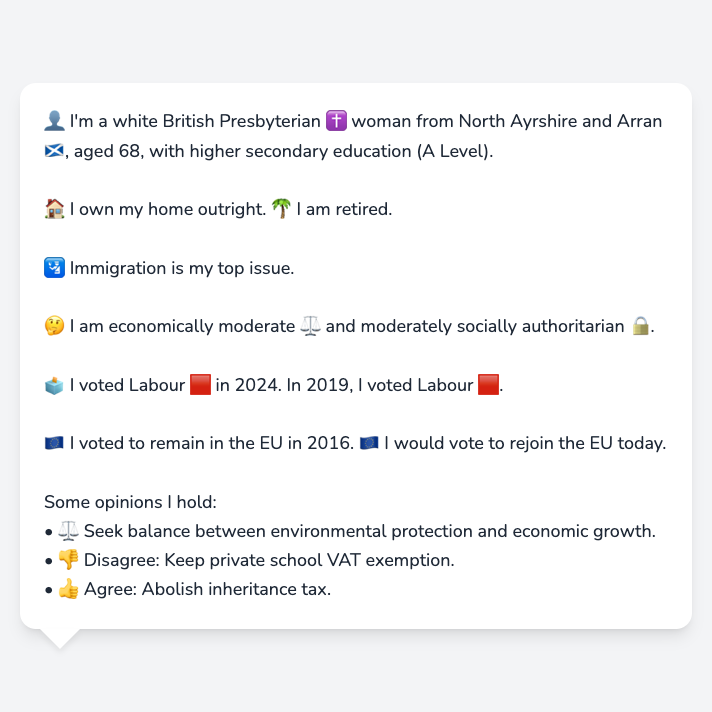 👤 I'm a white British Presbyterian ✝️ woman from North Ayrshire and Arran
🏴󠁧󠁢󠁳󠁣󠁴󠁿, aged 68, with higher secondary education (A Level).
🏠 I own my home outright. 🌴 I am retired.
🛂 Immigration is my top issue.
🤔 I am economically moderate ⚖️ and moderately socially authoritarian 🔒.
🗳️ I voted Labour 🟥 in 2024. In 2019, I voted Labour 🟥.
🇪🇺 I voted to remain in the EU in 2016. 🇪🇺 I would vote to rejoin the EU today.
Some opinions I hold:
• ⚖️ Seek balance between environmental protection and economic growth.
• 👎 Disagree: Keep private school VAT exemption.
• 👍 Agree: Abolish inheritance tax.